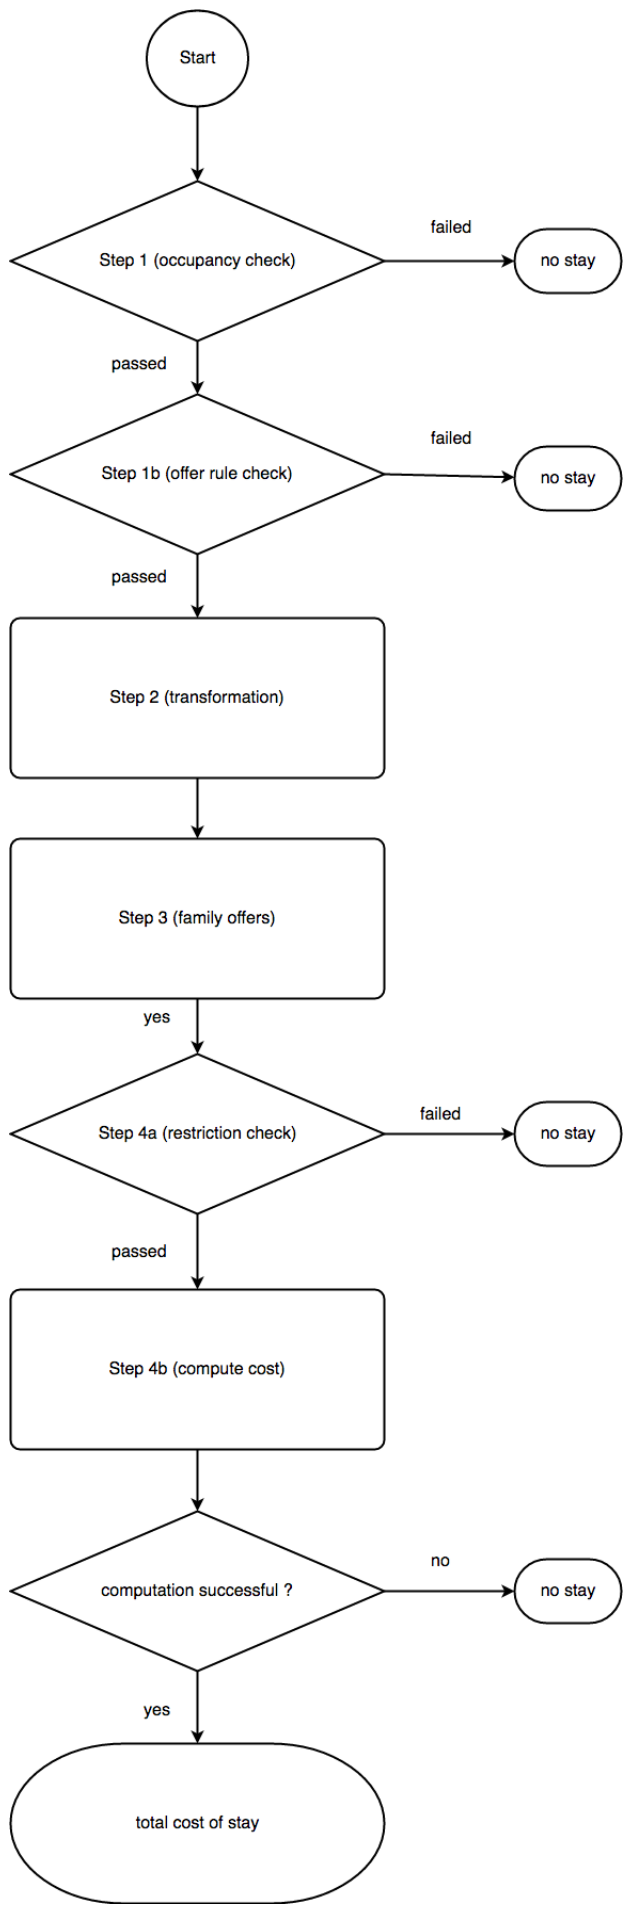 Start
failed
Step 1 (occupancy check)
no stay
passed
failed
Step 1b (offer rule check)
no stay
passed
Step 2 (transformation)
Step 3 (family offers)
yes
failed
Step 4a (restriction check)
no stay
passed
Step 4b (compute cost)
no
computation successful ?
no stay
yes
total cost of stay